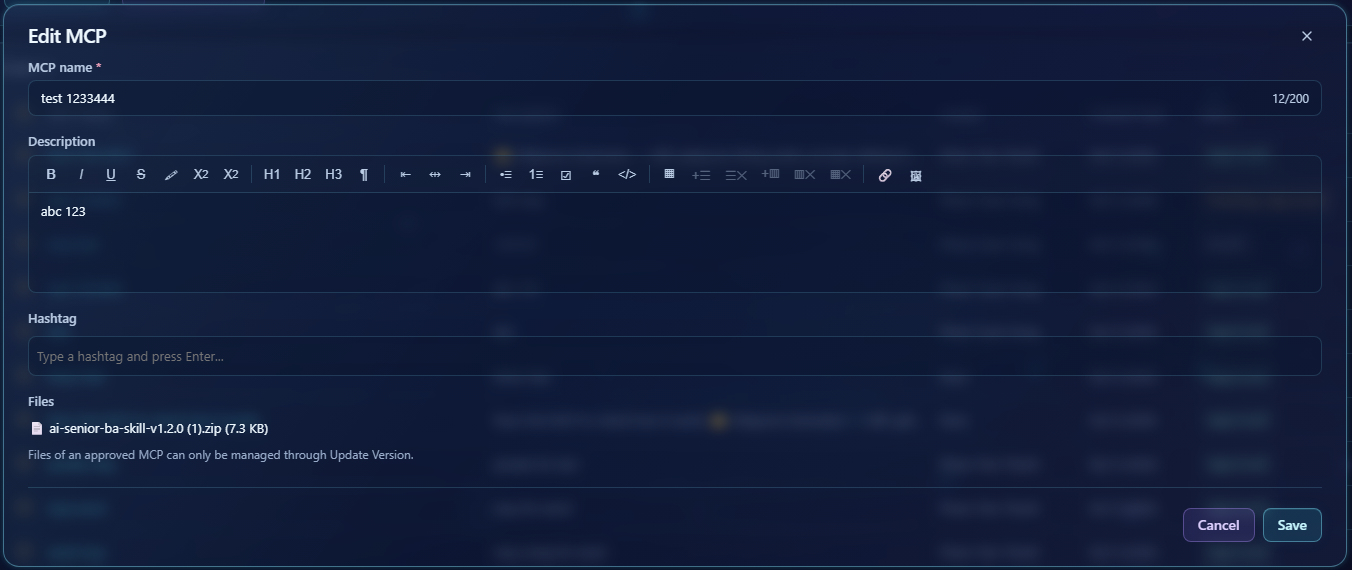 Edit MCP
MCP name *
test 1233444
12/200
Description
B I U S X2 X2 H1 H2 H3 ¶ 1≡ ❝ </>
abc 123
Hashtag
Type a hashtag and press Enter...
Files
ai-senior-ba-skill-v1.2.0 (1).zip (7.3 KB)
Files of an approved MCP can only be managed through Update Version.
Cancel Save